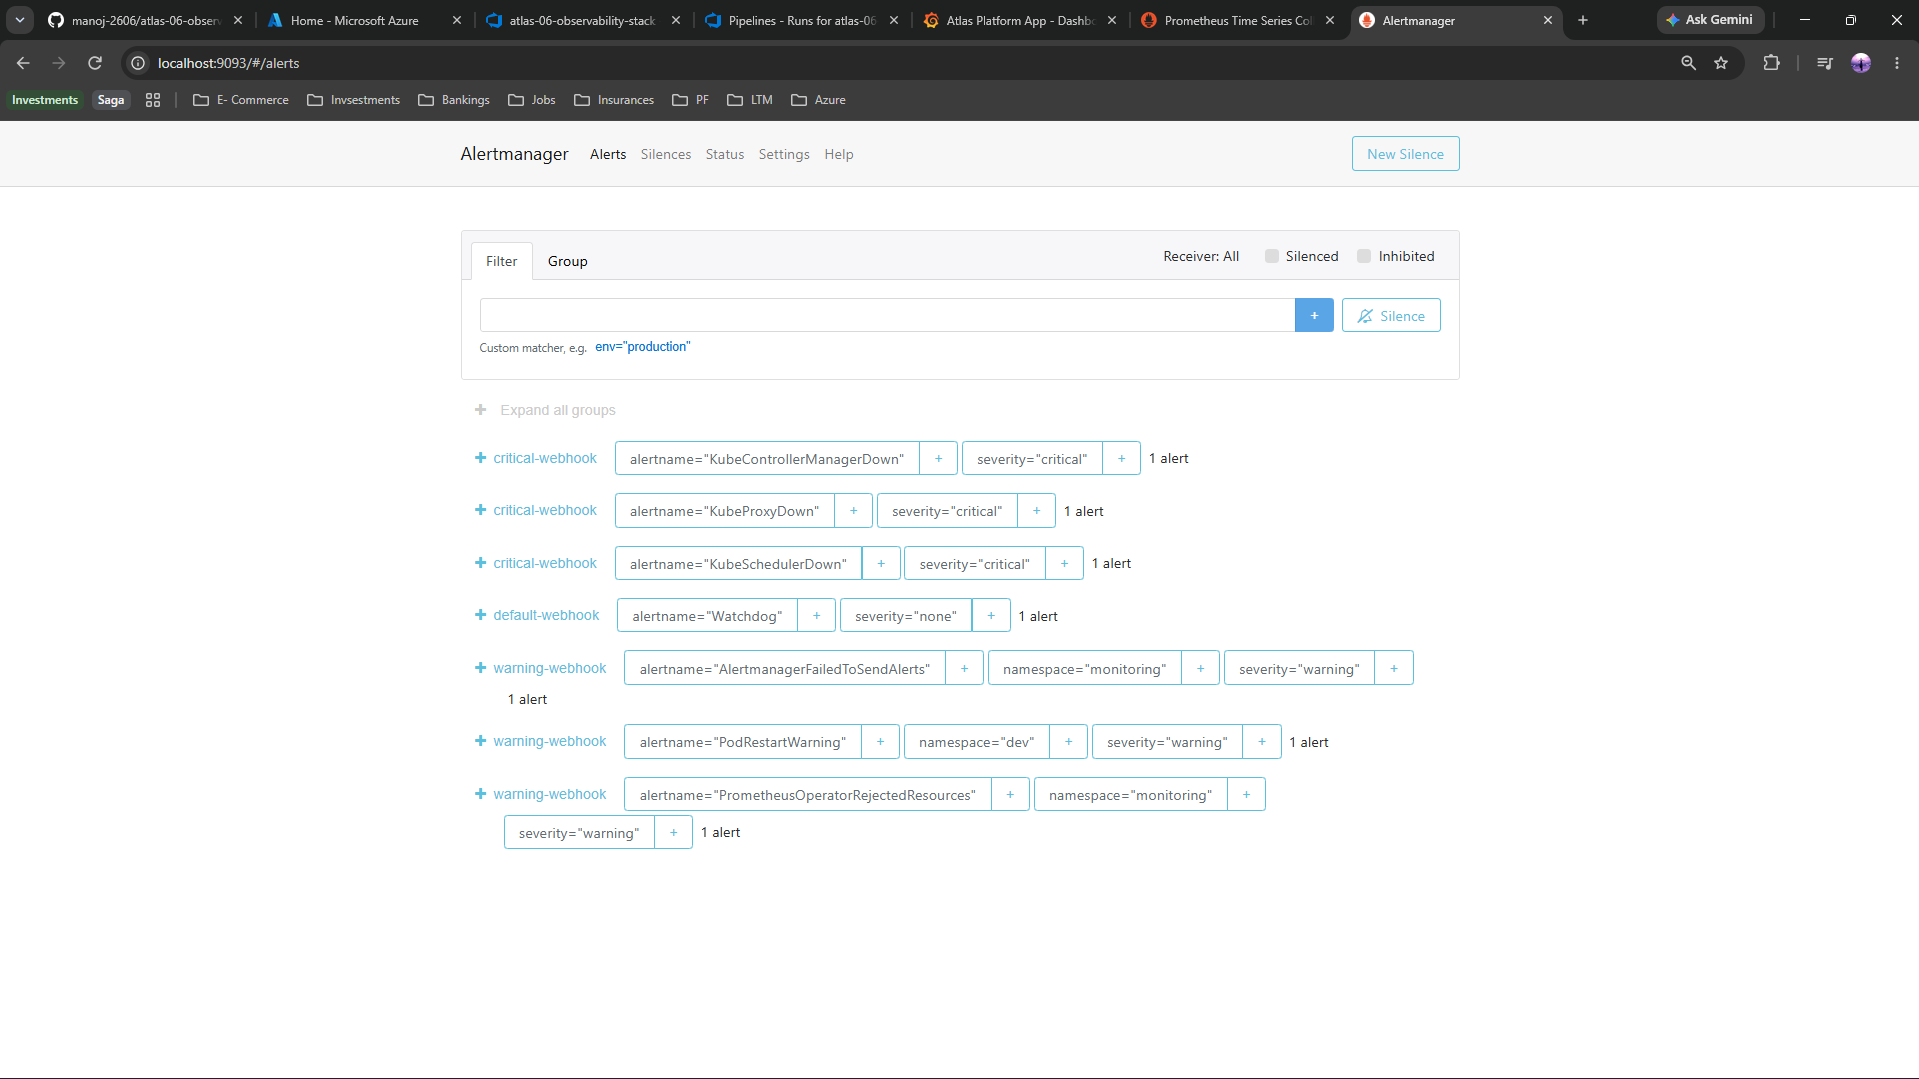 manoj-2606/atlas-06-observ
Home - Microsoft Azure
atlas-06-observability-stack
Pipelines - Runs for atlas-06
Atlas Platform App - Dashbo
Prometheus Time Series Col
Alertmanager
Ask Gemini
localhost:9093/#/alerts
Investments
Saga
E- Commerce
Invsestments
Bankings
Jobs
Insurances
PF
LTM
Azure
Alertmanager Alerts Silences Status Settings Help New Silence
Filter Group Receiver: All Silenced Inhibited
+ Silence
Custom matcher, e.g. env="production"
+ Expand all groups
+ critical-webhook alertname="KubeControllerManagerDown" + severity="critical" + 1 alert
+ critical-webhook alertname="KubeProxyDown" + severity="critical" + 1 alert
+ critical-webhook alertname="KubeSchedulerDown" + severity="critical" + 1 alert
+ default-webhook alertname="Watchdog" + severity="none" + 1 alert
+ warning-webhook alertname="AlertmanagerFailedToSendAlerts" + namespace="monitoring" + severity="warning" +
1 alert
+ warning-webhook alertname="PodRestartWarning" + namespace="dev" + severity="warning" + 1 alert
+ warning-webhook alertname="PrometheusOperatorRejectedResources" + namespace="monitoring" +
severity="warning" + 1 alert